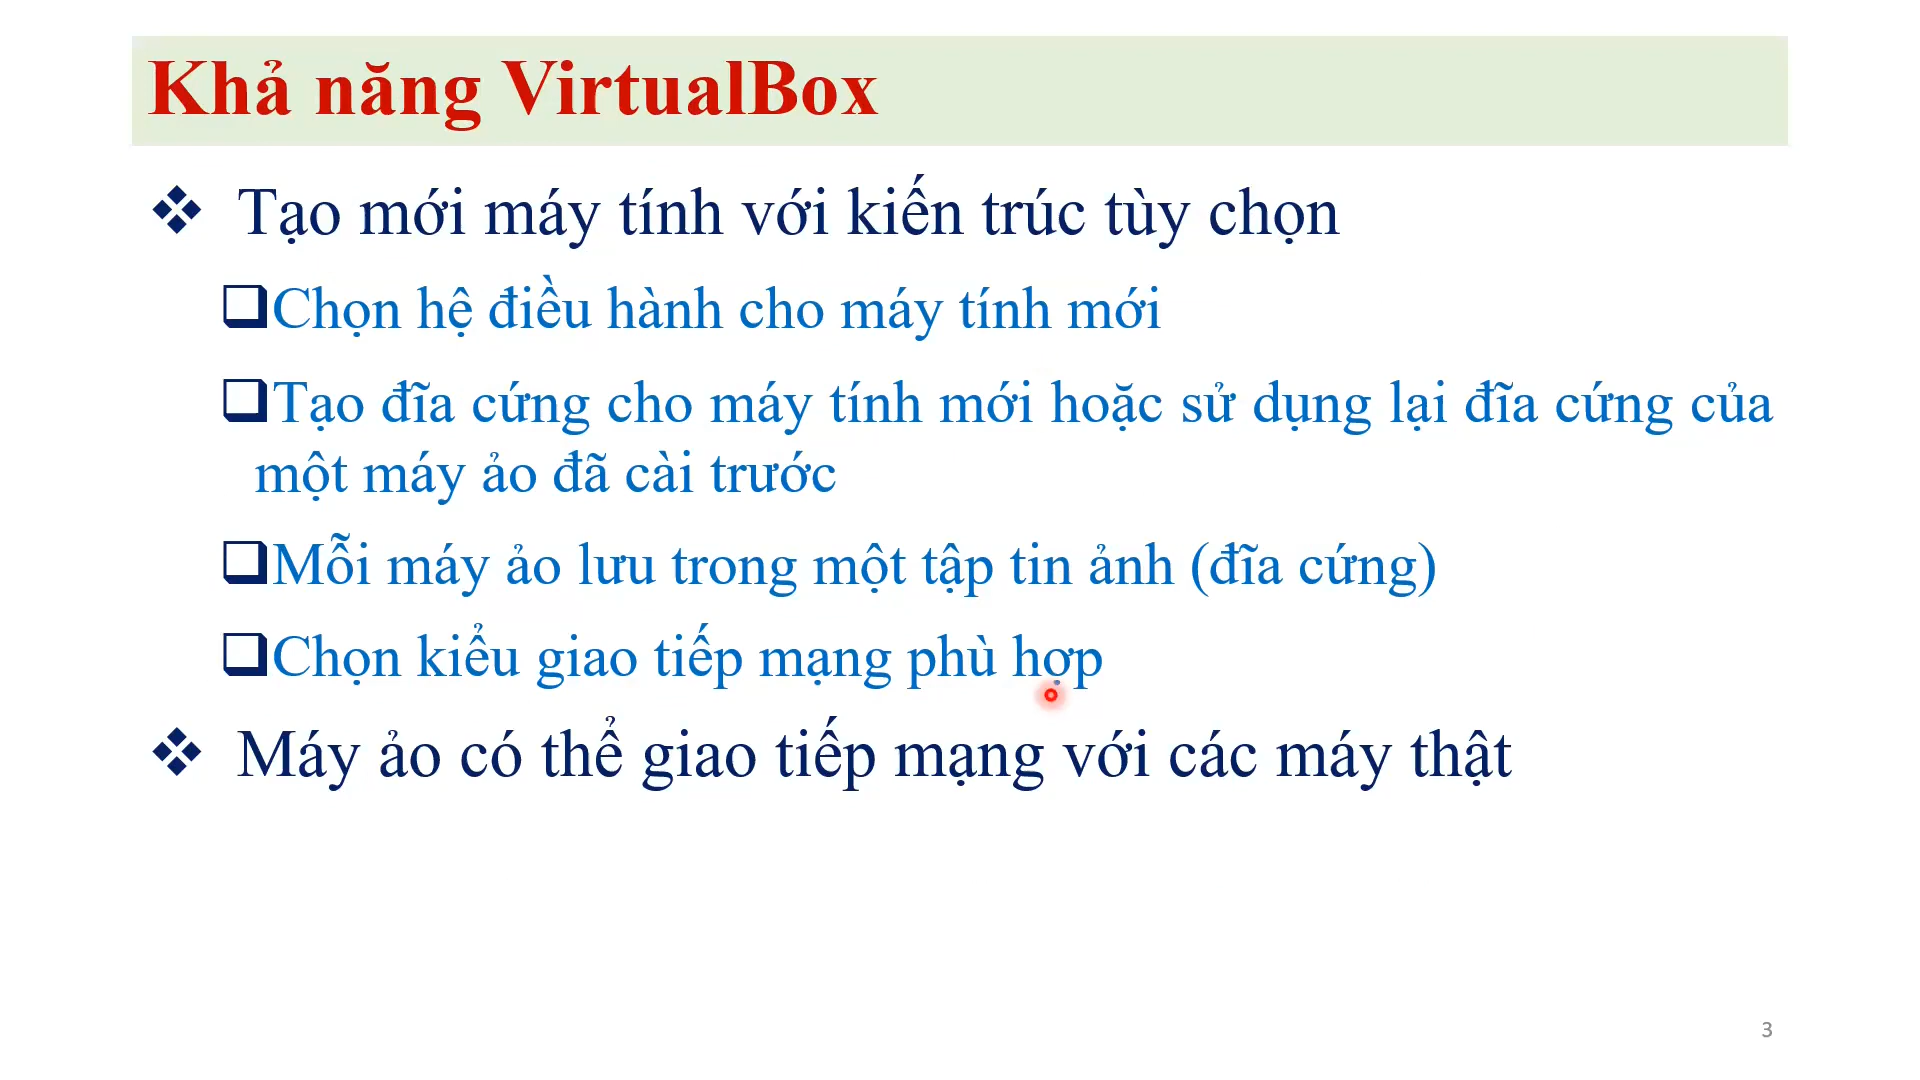 Khả năng VirtualBox
❖ Tạo mới máy tính với kiến trúc tùy chọn
❑Chọn hệ điều hành cho máy tính mới
❑Tạo đĩa cứng cho máy tính mới hoặc sử dụng lại đĩa cứng của
một máy ảo đã cài trước
❑Mỗi máy ảo lưu trong một tập tin ảnh (đĩa cứng)
❑Chọn kiểu giao tiếp mạng phù hợp
❖ Máy ảo có thể giao tiếp mạng với các máy thật
3